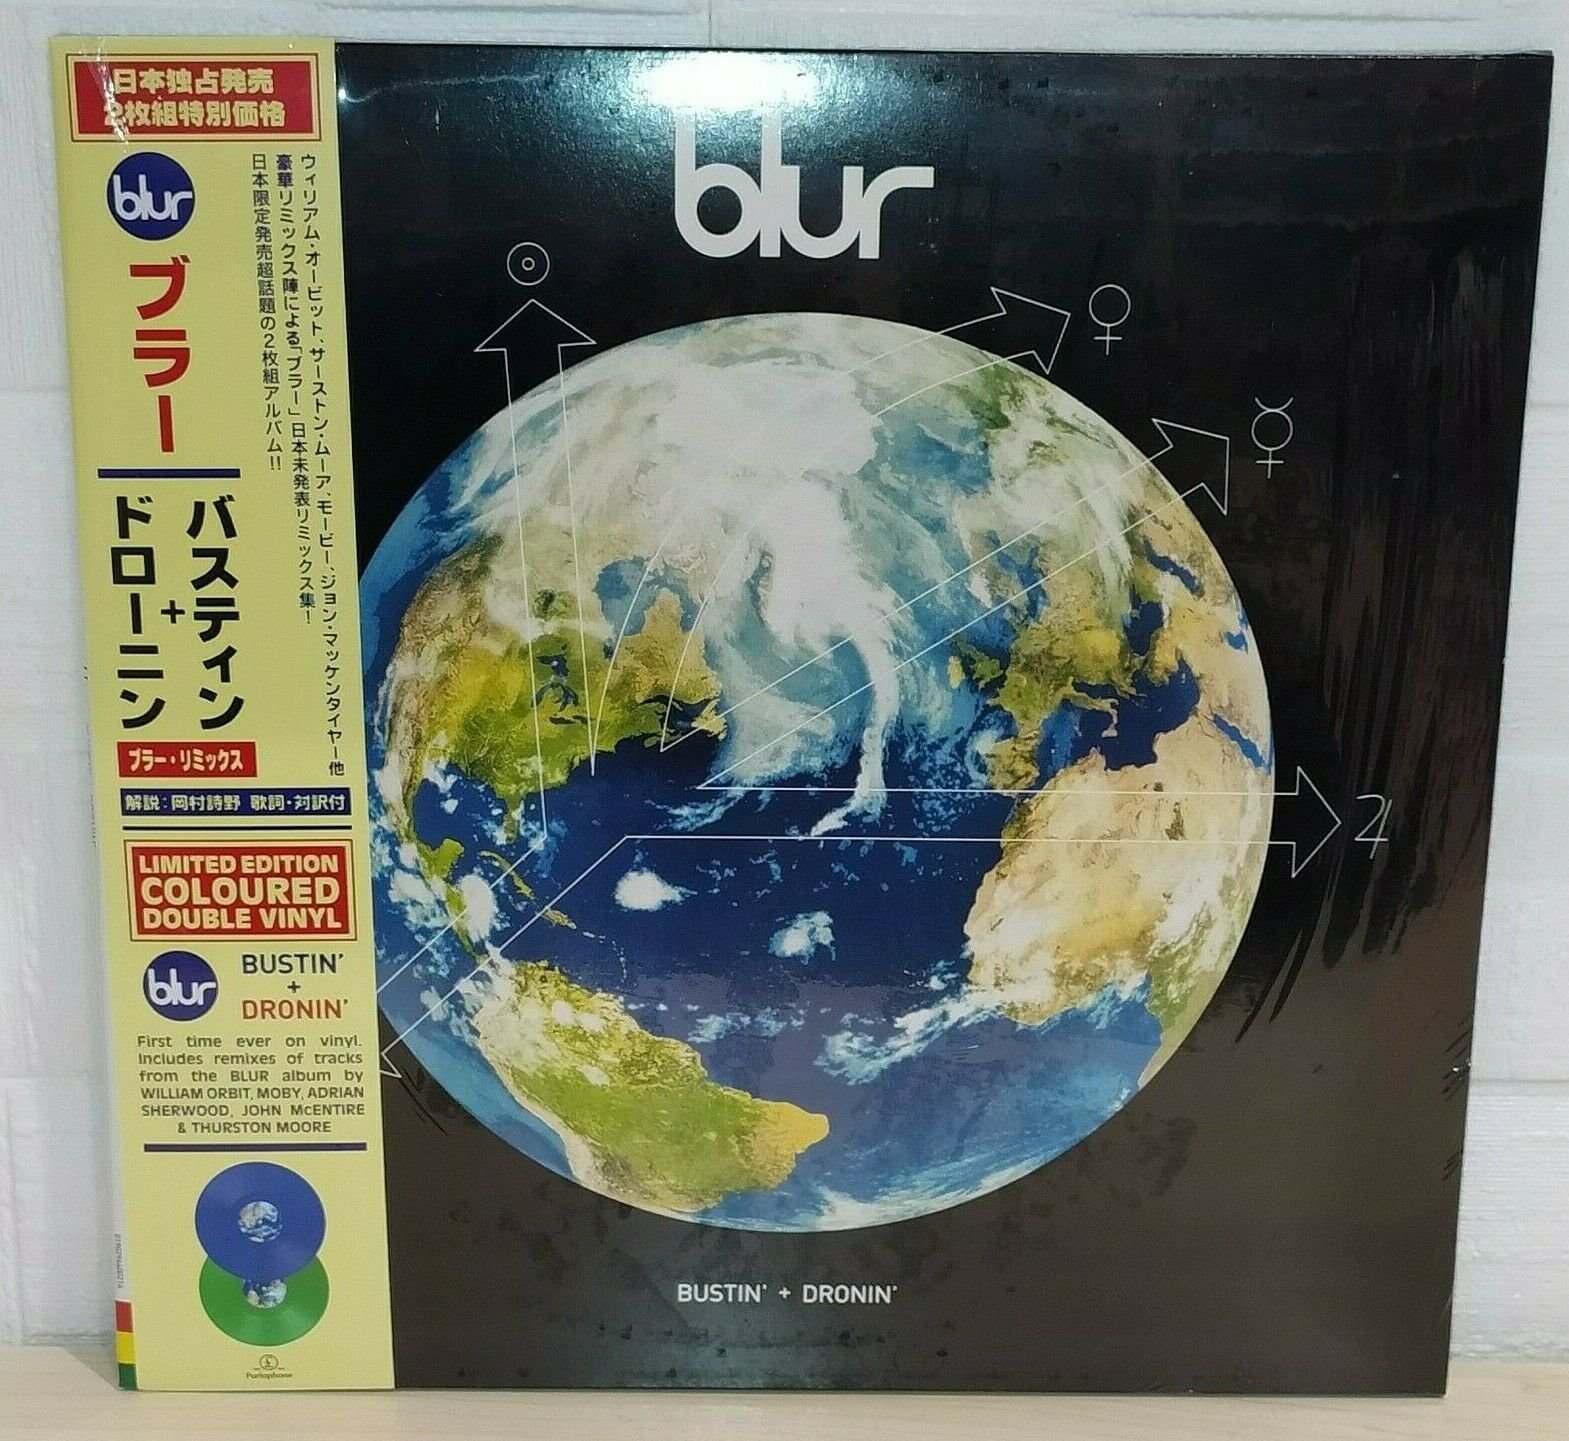 日本独占発売
2枚組特別価格
blur
ウィリアム・オービット、サーストン・ムーア、モービー、ジョン・マッケンタイヤー他
豪華リミックス陣による「ブラー」日本未発表リミックス集!
日本限定発売超話題の2枚組アルバム!!
ブラー
バスティン
+
ドローニン
ブラー・リミックス
解説:岡村詩野 歌詞・対訳付
LIMITED EDITION
COLOURED
DOUBLE VINYL
blur
BUSTIN'
+
DRONIN'
First time ever on vinyl.
Includes remixes of tracks
from the BLUR album by
WILLIAM ORBIT, MOBY, ADRIAN
SHERWOOD, JOHN McENTIRE
& THURSTON MOORE
Parlophone
blur
BUSTIN' + DRONIN'